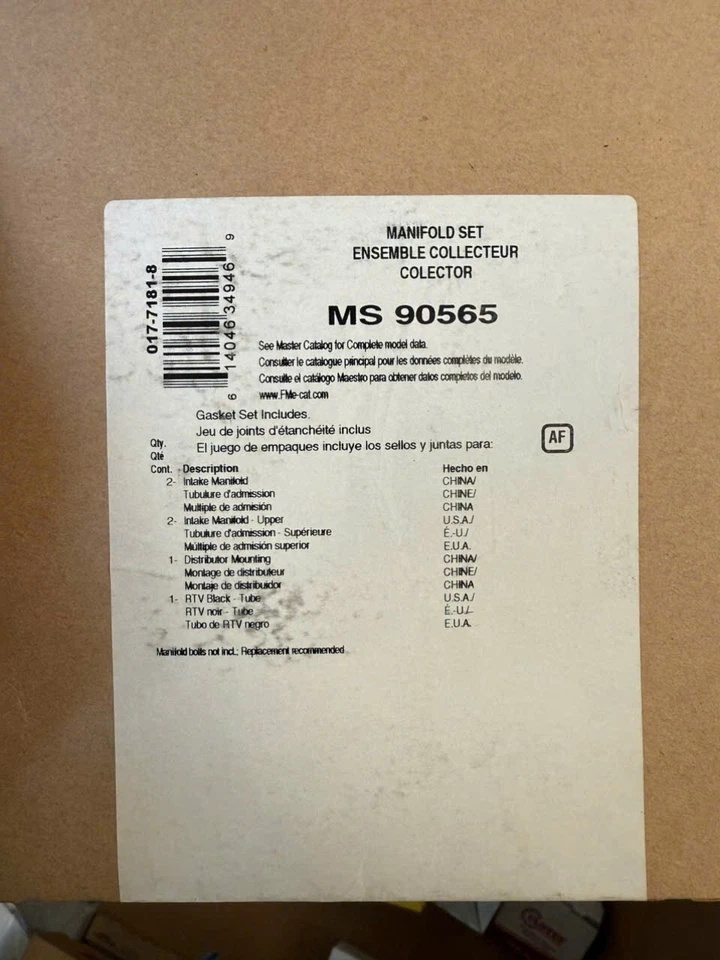 MANIFOLD SET
ENSEMBLE COLLECTEUR
COLECTOR
MS 90565
017-7181-8
6 14046 34946 9
See Master Catalog for Complete model data.
Consulter le catalogue principal pour les données complètes du modèle.
Consulte el catálogo Maestro para obtener datos completos del modelo.
www.FMe-cat.com
Gasket Set Includes.
Jeu de joints d'étanchéité inclus
El juego de empaques incluye los sellos y juntas para:
AF
Qty.
Qté
Cont. Description Hecho en
2- Intake Manifold CHINA/
Tubulure d'admission CHINE/
Multiple de admisión CHINA
2- Intake Manifold - Upper U.S.A./
Tubulure d'admission - Supérieure É.-U./
Múltiple de admisión superior E.U.A.
1- Distributor Mounting CHINA/
Montage de distributeur CHINE/
Montaje de distribuidor CHINA
1- RTV Black - Tube U.S.A./
RTV noir - Tube É.-U./
Tubo de RTV negro E.U.A.
Manifold bolts not incl.; Replacement recommended